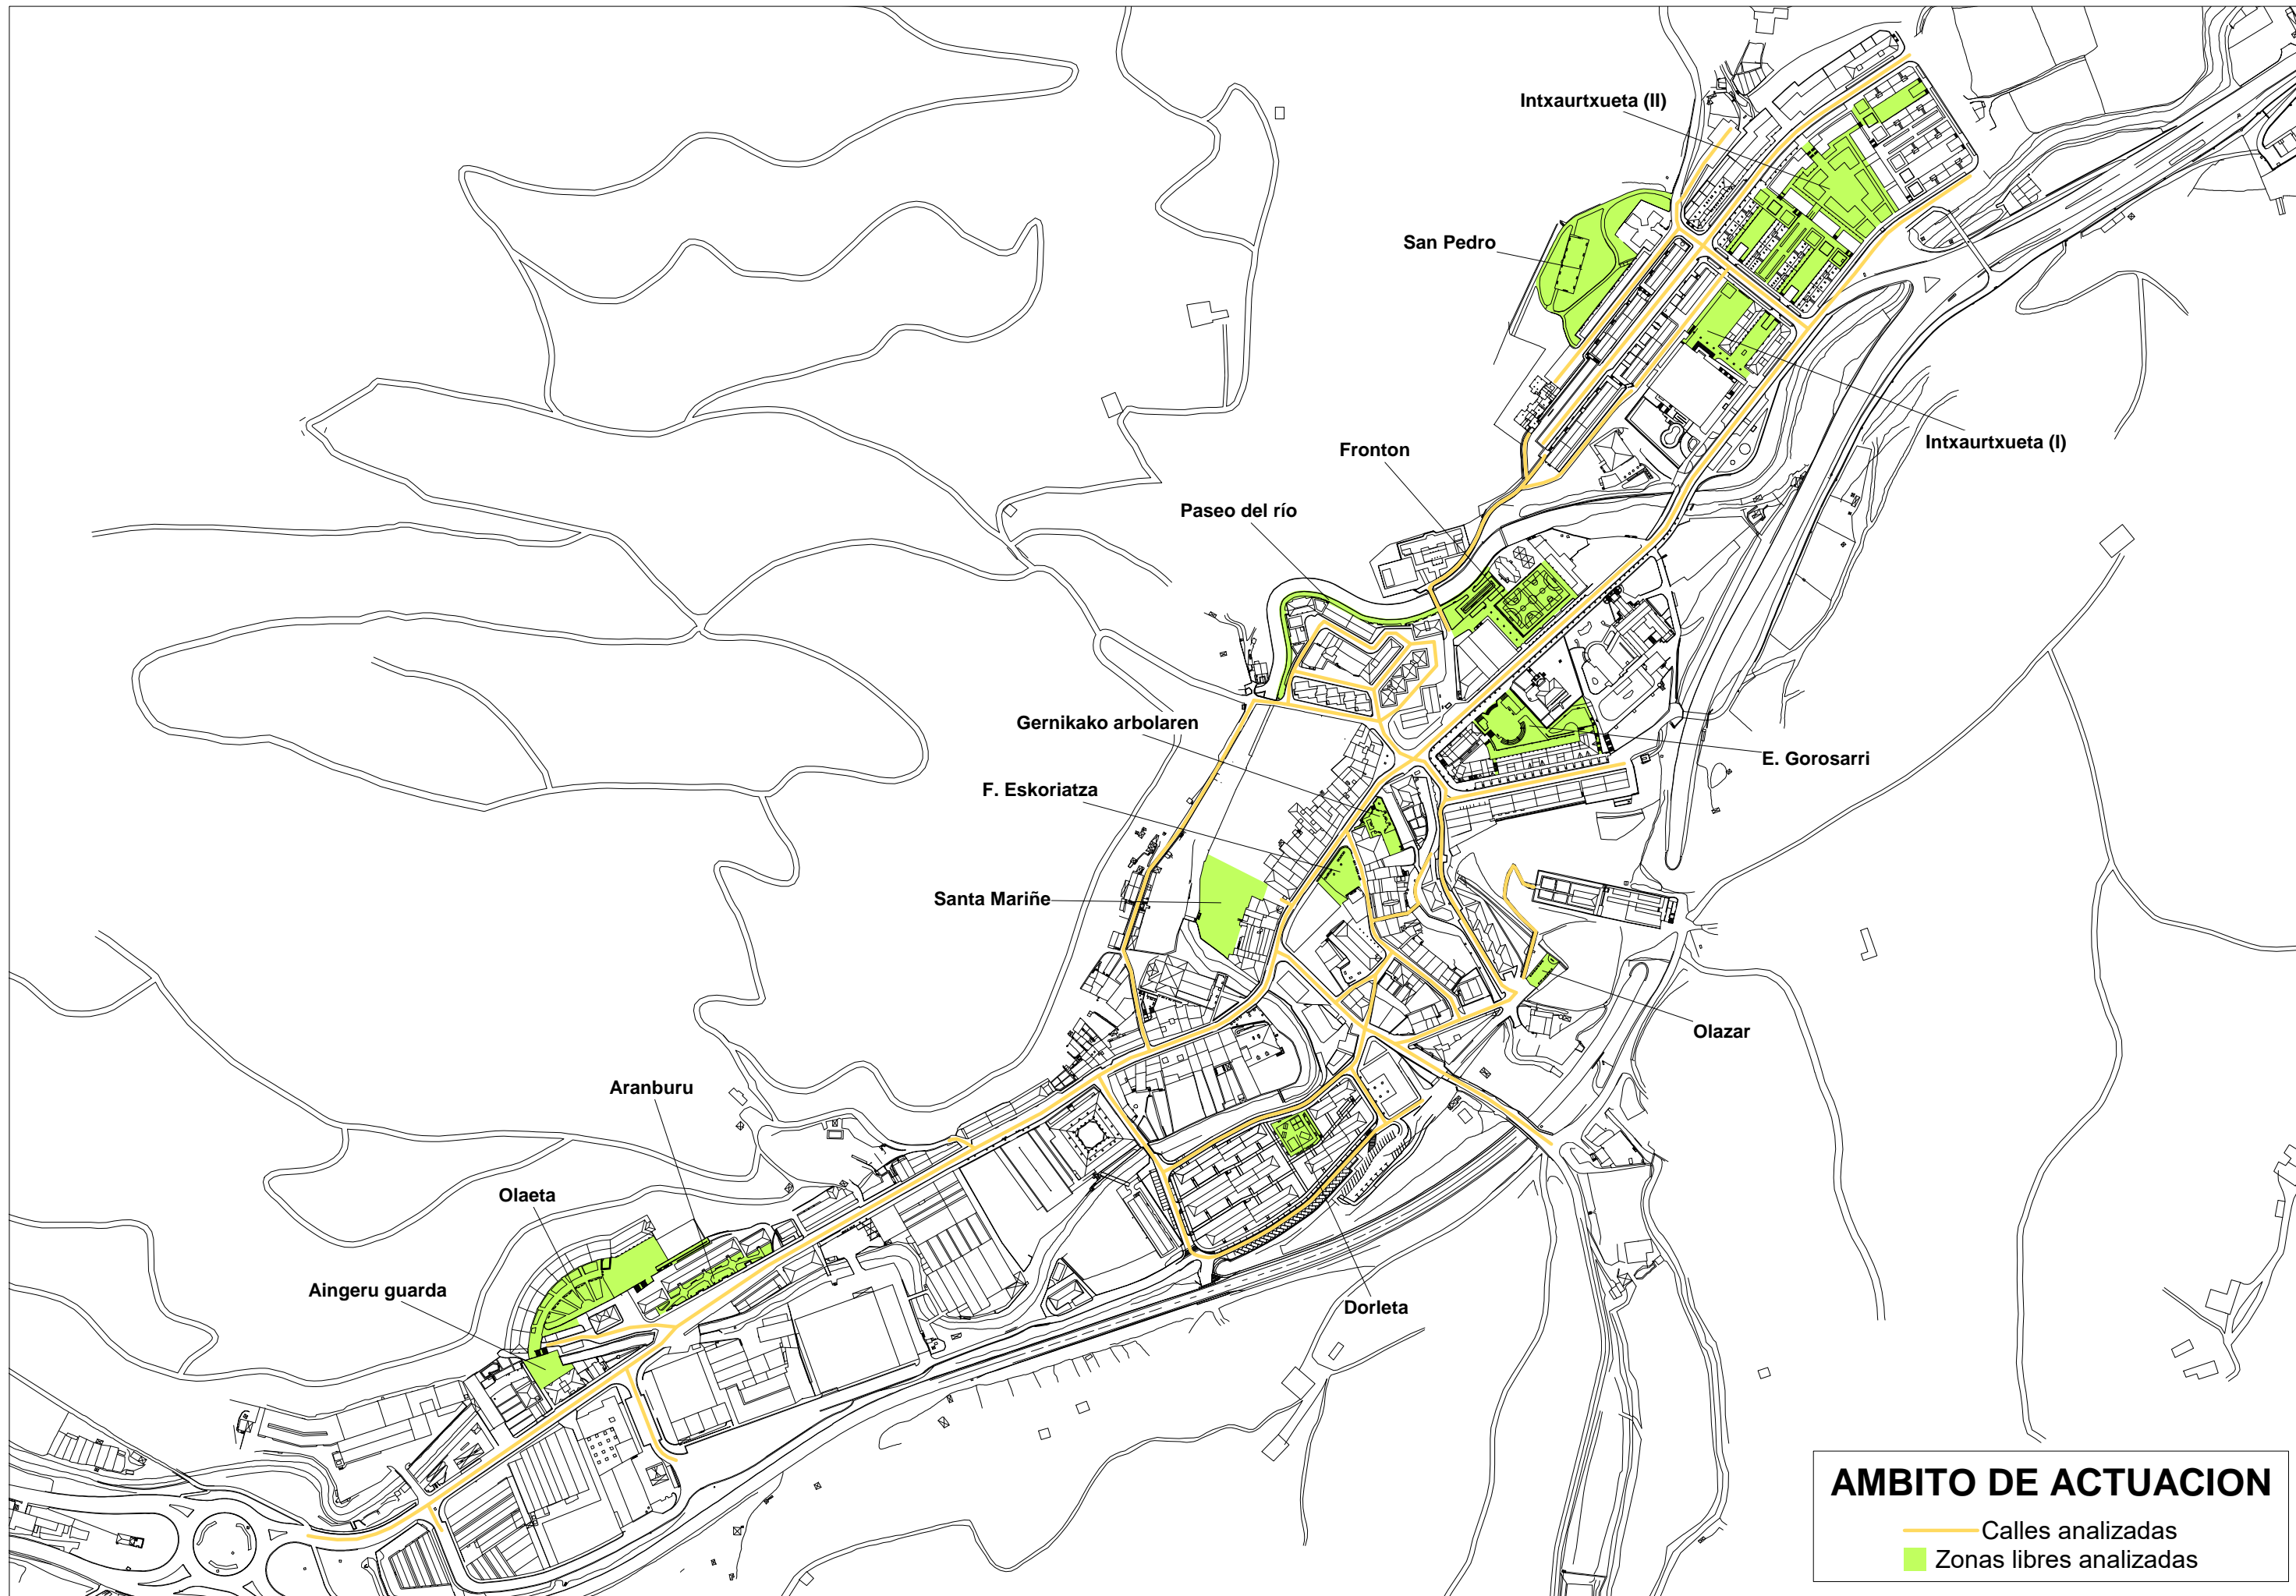 Intxaurtxueta (II)
San Pedro
Intxaurtxueta (I)
Fronton
Paseo del río
Gernikako arbolaren
E. Gorosarri
F. Eskoriatza
Santa Mariñe
Olazar
Aranburu
Olaeta
Aingeru guarda
Dorleta
AMBITO DE ACTUACION
Calles analizadas
Zonas libres analizadas